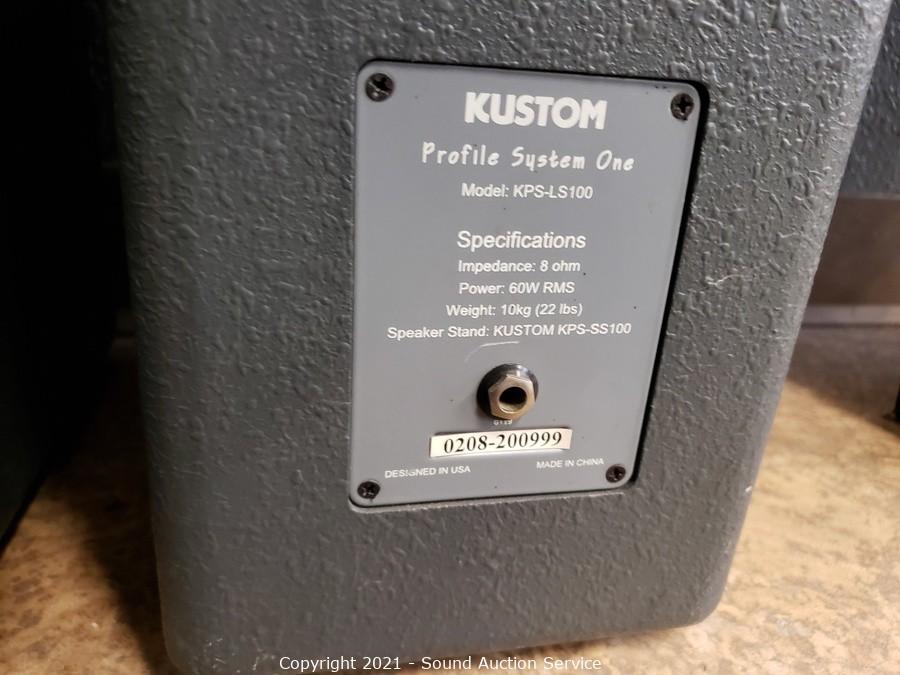 KUSTOM
Profile System One
Model: KPS-LS100
Specifications
Impedance: 8 ohm
Power: 60W RMS
Weight: 10kg (22 lbs)
Speaker Stand: KUSTOM KPS-SS100
0208-200999
DESIGNED IN USA
MADE IN CHINA
Copyright 2021 - Sound Auction Service